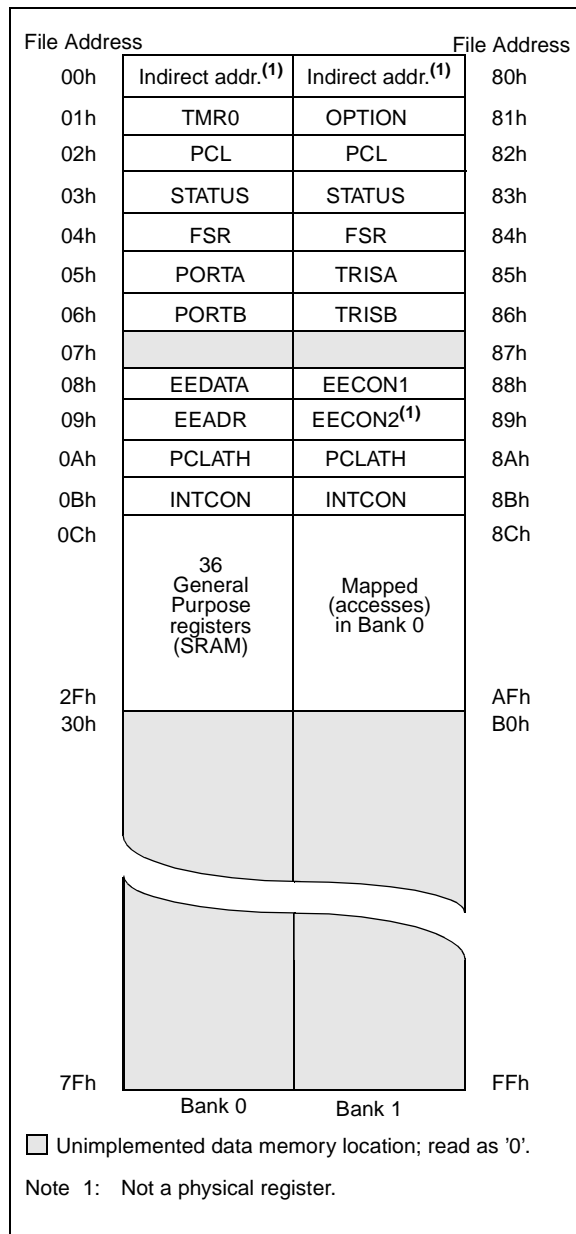 File Address File Address
00h Indirect addr.(1) Indirect addr.(1) 80h
01h TMR0 OPTION 81h
02h PCL PCL 82h
03h STATUS STATUS 83h
04h FSR FSR 84h
05h PORTA TRISA 85h
06h PORTB TRISB 86h
07h 87h
08h EEDATA EECON1 88h
09h EEADR EECON2(1) 89h
0Ah PCLATH PCLATH 8Ah
0Bh INTCON INTCON 8Bh
0Ch 8Ch
36
General
Purpose
registers
(SRAM)
Mapped
(accesses)
in Bank 0
2Fh AFh
30h B0h
7Fh FFh
Bank 0 Bank 1
Unimplemented data memory location; read as '0'.
Note 1: Not a physical register.